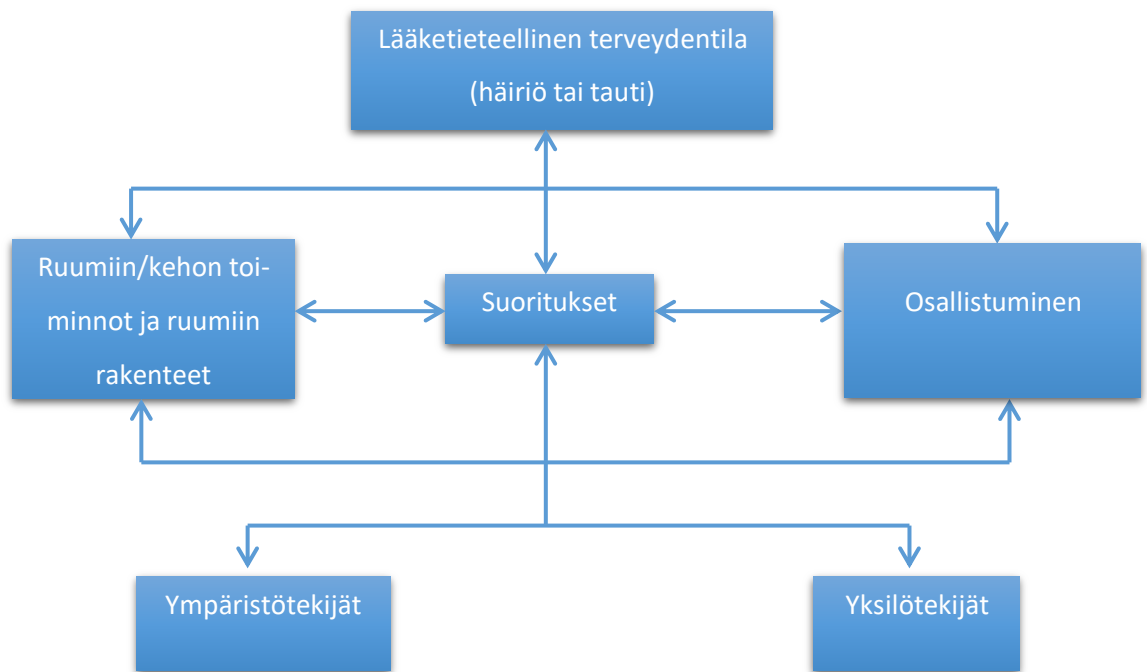 Lääketieteellinen terveydentila
(häiriö tai tauti)
Ruumiin/kehon toi-
minnot ja ruumiin
rakenteet
Suoritukset
Osallistuminen
Ympäristötekijät
Yksilötekijät